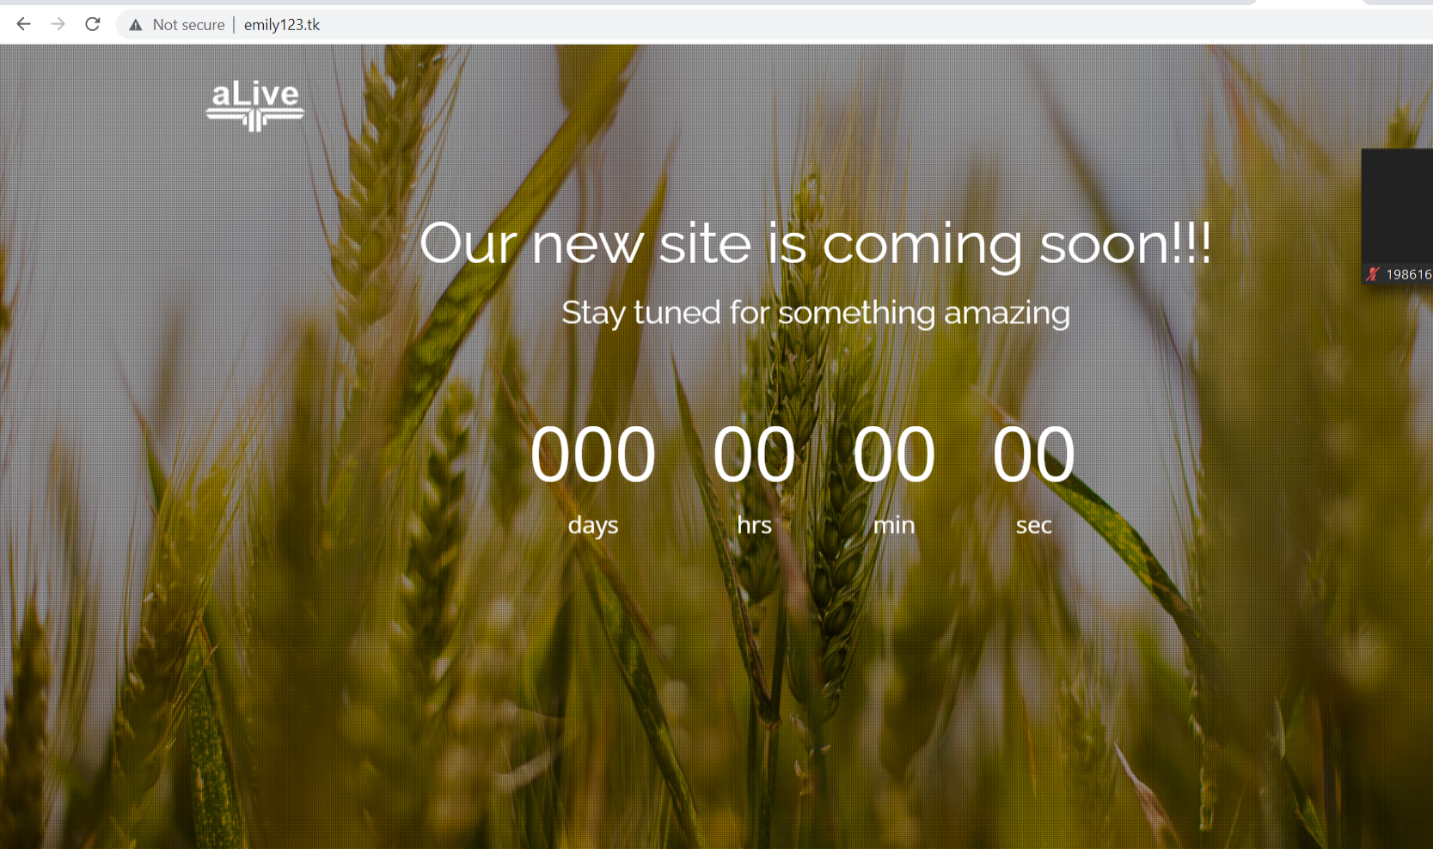 Not secure | emily123.tk
aLive
Our new site is coming soon!!!
Stay tuned for something amazing
000 00 00 00
days hrs min sec
198616